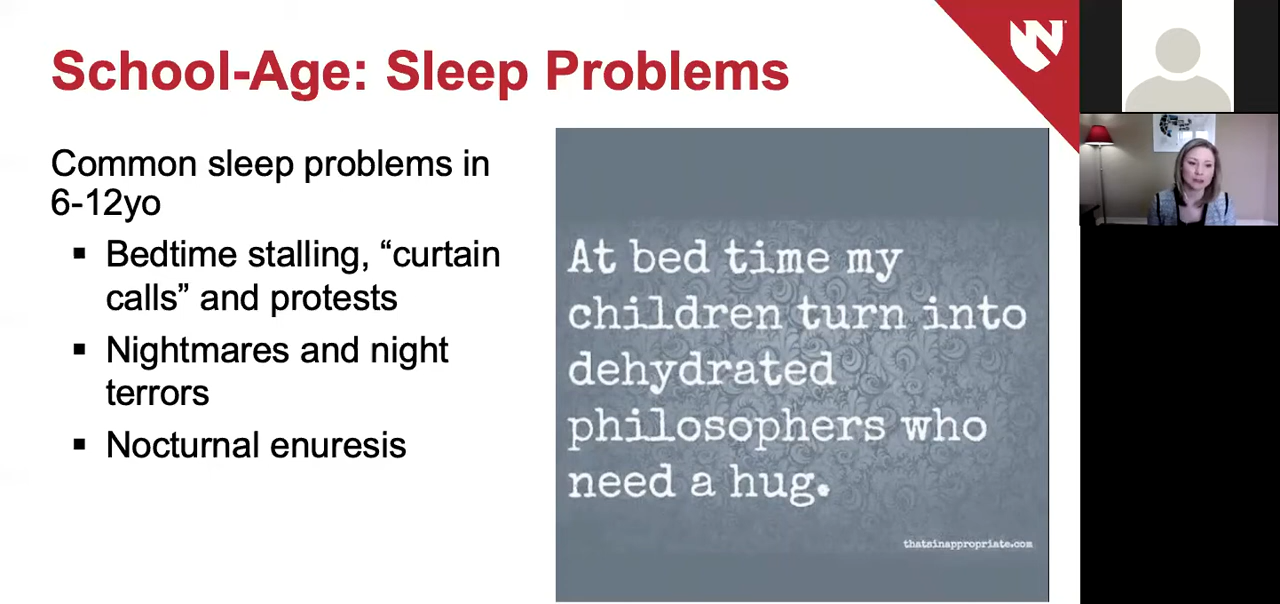 School-Age: Sleep Problems
Common sleep problems in
6-12yo
▪ Bedtime stalling, “curtain
calls” and protests
▪ Nightmares and night
terrors
▪ Nocturnal enuresis
At bed time my
children turn into
dehydrated
philosophers who
need a hug.
thatsinappropriate.com
N